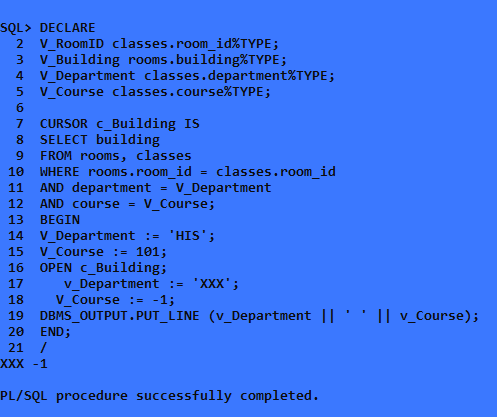 SQL> DECLARE
  2  V_RoomID classes.room_id%TYPE;
  3  V_Building rooms.building%TYPE;
  4  V_Department classes.department%TYPE;
  5  V_Course classes.course%TYPE;
  6
  7  CURSOR c_Building IS
  8  SELECT building
  9  FROM rooms, classes
 10  WHERE rooms.room_id = classes.room_id
 11  AND department = V_Department
 12  AND course = V_Course;
 13  BEGIN
 14  V_Department := 'HIS';
 15  V_Course := 101;
 16  OPEN c_Building;
 17     v_Department := 'XXX';
 18    V_Course := -1;
 19  DBMS_OUTPUT.PUT_LINE (v_Department || ' ' || v_Course);
 20  END;
 21  /
XXX -1
PL/SQL procedure successfully completed.